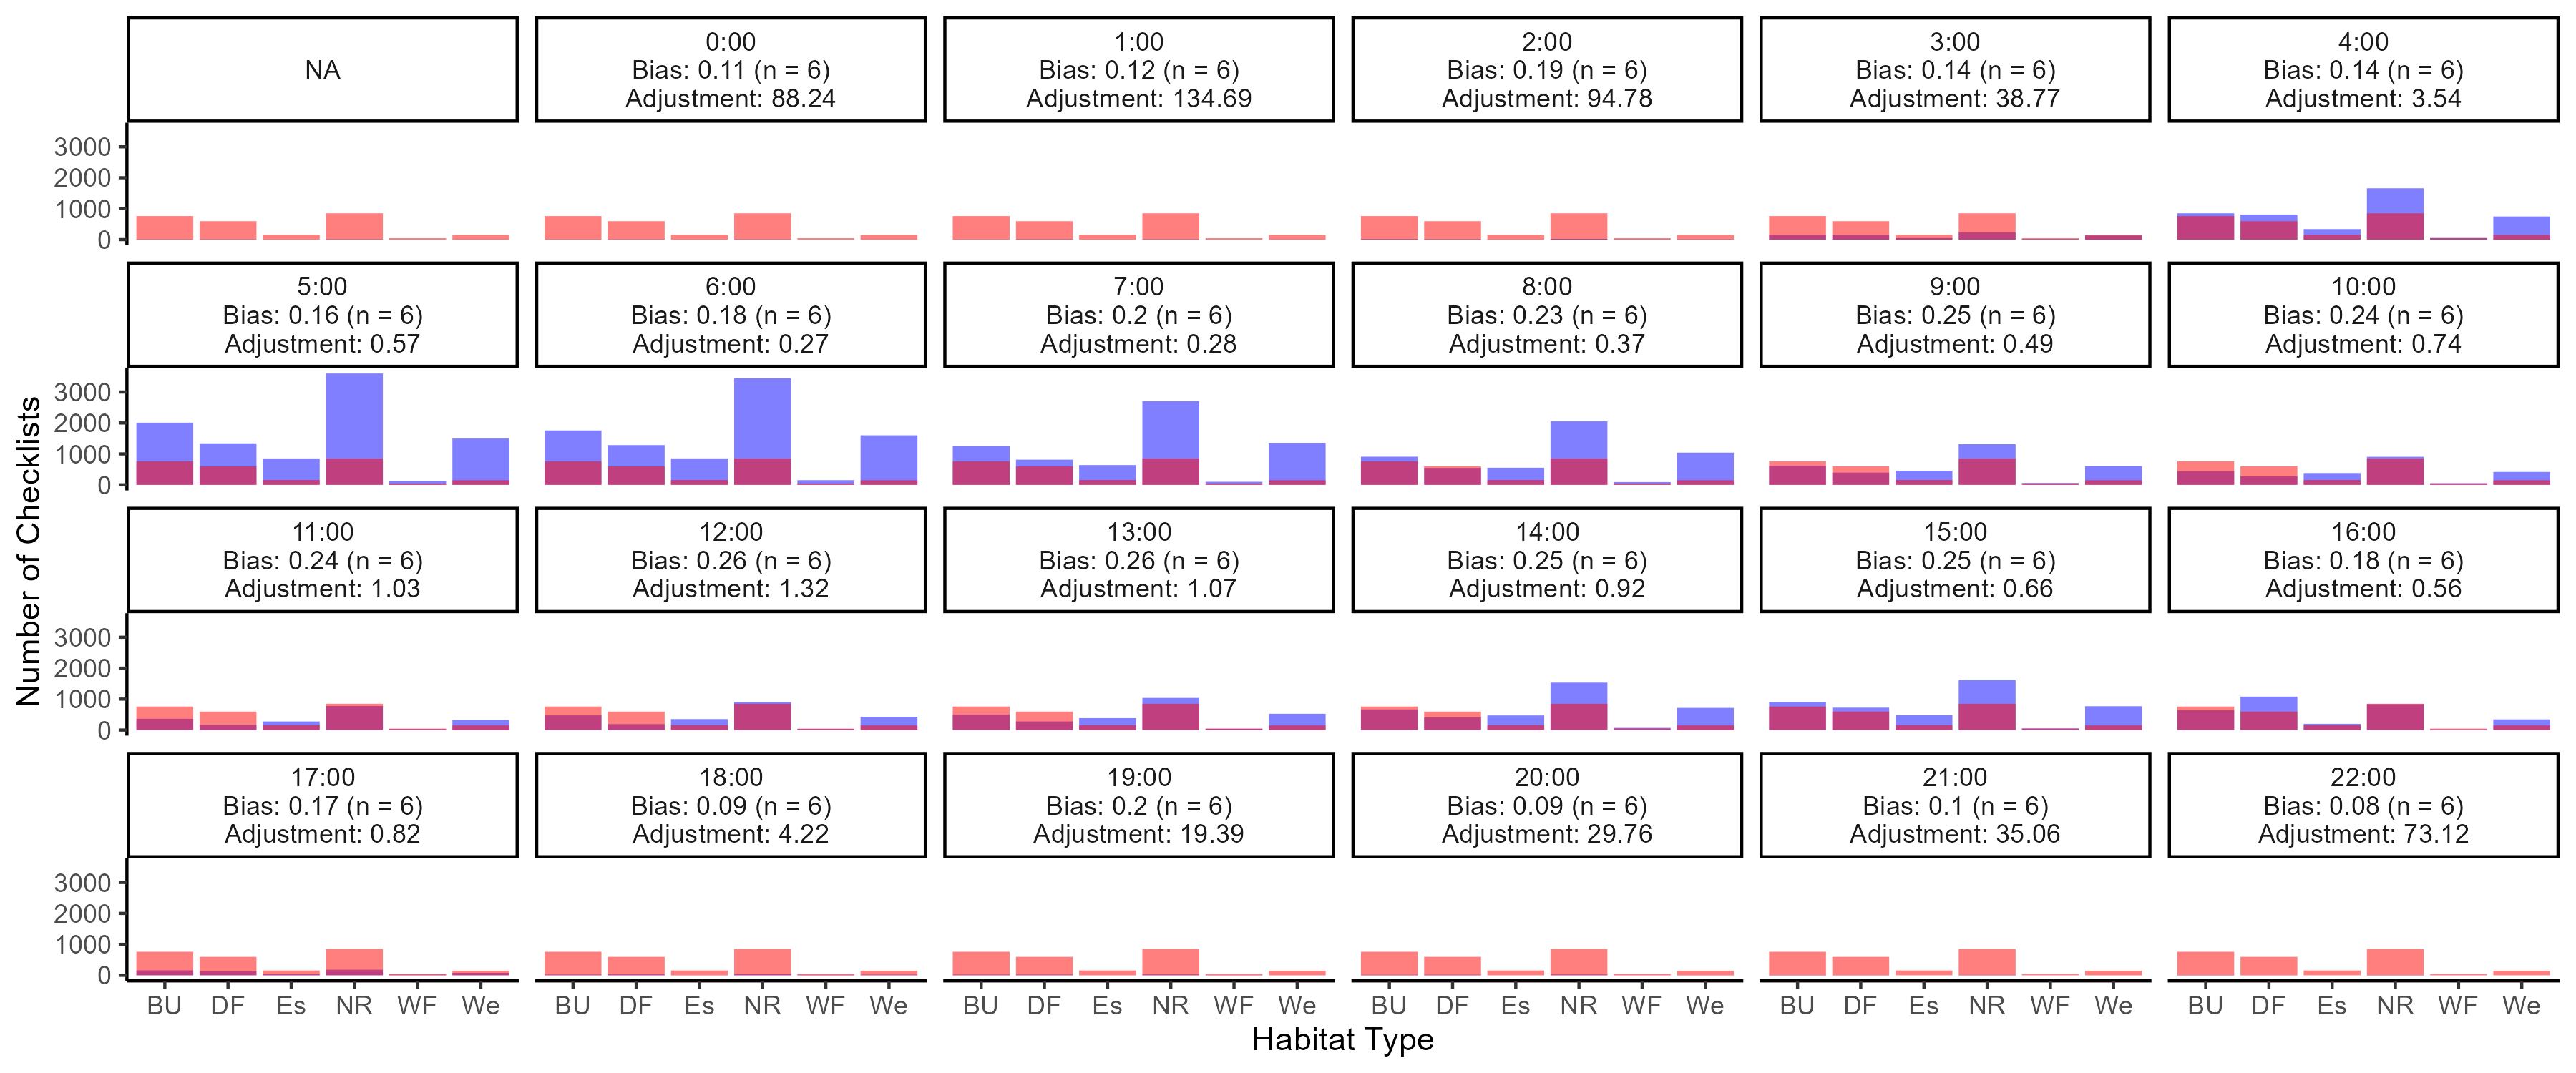 NA
0:00
Bias: 0.11 (n = 6)
Adjustment: 88.24
1:00
Bias: 0.12 (n = 6)
Adjustment: 134.69
2:00
Bias: 0.19 (n = 6)
Adjustment: 94.78
3:00
Bias: 0.14 (n = 6)
Adjustment: 38.77
4:00
Bias: 0.14 (n = 6)
Adjustment: 3.54
3000
2000
1000
0
5:00
Bias: 0.16 (n = 6)
Adjustment: 0.57
6:00
Bias: 0.18 (n = 6)
Adjustment: 0.27
7:00
Bias: 0.2 (n = 6)
Adjustment: 0.28
8:00
Bias: 0.23 (n = 6)
Adjustment: 0.37
9:00
Bias: 0.25 (n = 6)
Adjustment: 0.49
10:00
Bias: 0.24 (n = 6)
Adjustment: 0.74
3000
2000
1000
0
Number of Checklists
11:00
Bias: 0.24 (n = 6)
Adjustment: 1.03
12:00
Bias: 0.26 (n = 6)
Adjustment: 1.32
13:00
Bias: 0.26 (n = 6)
Adjustment: 1.07
14:00
Bias: 0.25 (n = 6)
Adjustment: 0.92
15:00
Bias: 0.25 (n = 6)
Adjustment: 0.66
16:00
Bias: 0.18 (n = 6)
Adjustment: 0.56
3000
2000
1000
0
17:00
Bias: 0.17 (n = 6)
Adjustment: 0.82
18:00
Bias: 0.09 (n = 6)
Adjustment: 4.22
19:00
Bias: 0.2 (n = 6)
Adjustment: 19.39
20:00
Bias: 0.09 (n = 6)
Adjustment: 29.76
21:00
Bias: 0.1 (n = 6)
Adjustment: 35.06
22:00
Bias: 0.08 (n = 6)
Adjustment: 73.12
3000
2000
1000
0
BU DF Es NR WF We
BU DF Es NR WF We
BU DF Es NR WF We
BU DF Es NR WF We
BU DF Es NR WF We
BU DF Es NR WF We
Habitat Type